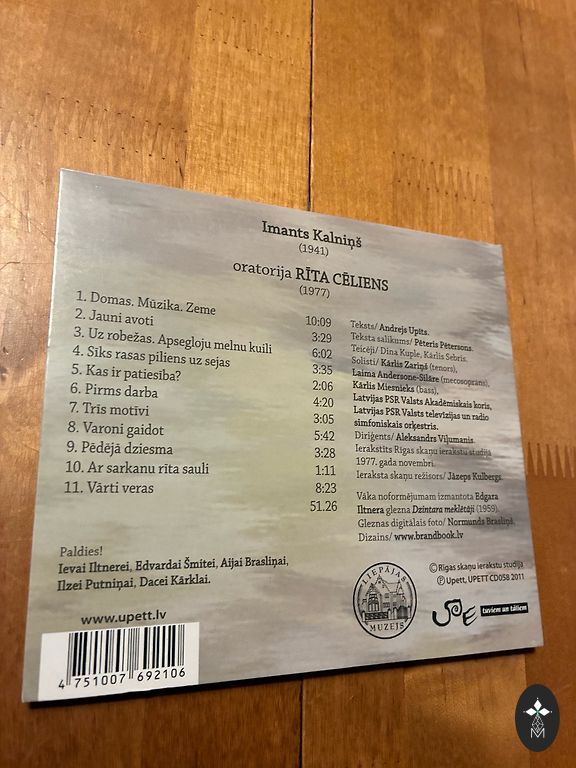 Imants Kalniņš
(1941)
oratorija RĪTA CĒLIENS
(1977)
1. Domas. Mūzika. Zeme 10:09
2. Jauni avoti 3:29
3. Uz robežas. Apsegloju melnu kuili 6:02
4. Sīks rasas piliens uz sejas 3:35
5. Kas ir patiesība? 2:06
6. Pirms darba 4:20
7. Trīs motīvi 3:05
8. Varoni gaidot 5:42
9. Pēdējā dziesma 3:28
10. Ar sarkanu rīta sauli 1:11
11. Vārti veras 8:23
51.26
Teksts/ Andrejs Upīts.
Teksta salikums/ Pēteris Pētersons.
Teicēji/ Dina Kuple, Kārlis Sebris.
Solisti/ Kārlis Zariņš (tenors),
Laima Andersone-Silāre (mecosoprāns),
Kārlis Miesnieks (bass),
Latvijas PSR Valsts Akadēmiskais koris,
Latvijas PSR Valsts televīzijas un radio
simfoniskais orķestris.
Diriģents/ Aleksandrs Viļumanis.
Ierakstīts Rīgas skaņu ierakstu studijā
1977. gada novembrī.
Ieraksta skaņu režisors/ Jāzeps Kulbergs.
Vāka noformējumam izmantota Edgara
Iltnera glezna Dzintara meklētāji (1959).
Gleznas digitālais foto/ Normunds Brasliņš.
Dizains/ www.brandbook.lv
Paldies!
Ievai Iltnerei, Edvardai Šmitei, Aijai Brasliņai,
Ilzei Putniņai, Dacei Kārklai.
© Rīgas skaņu ierakstu studija
℗ Upett, UPETT CD058 2011
LIEPĀJAS
MUZEJS
tuviem un tāliem
www.upett.lv
4 751007 692106
M